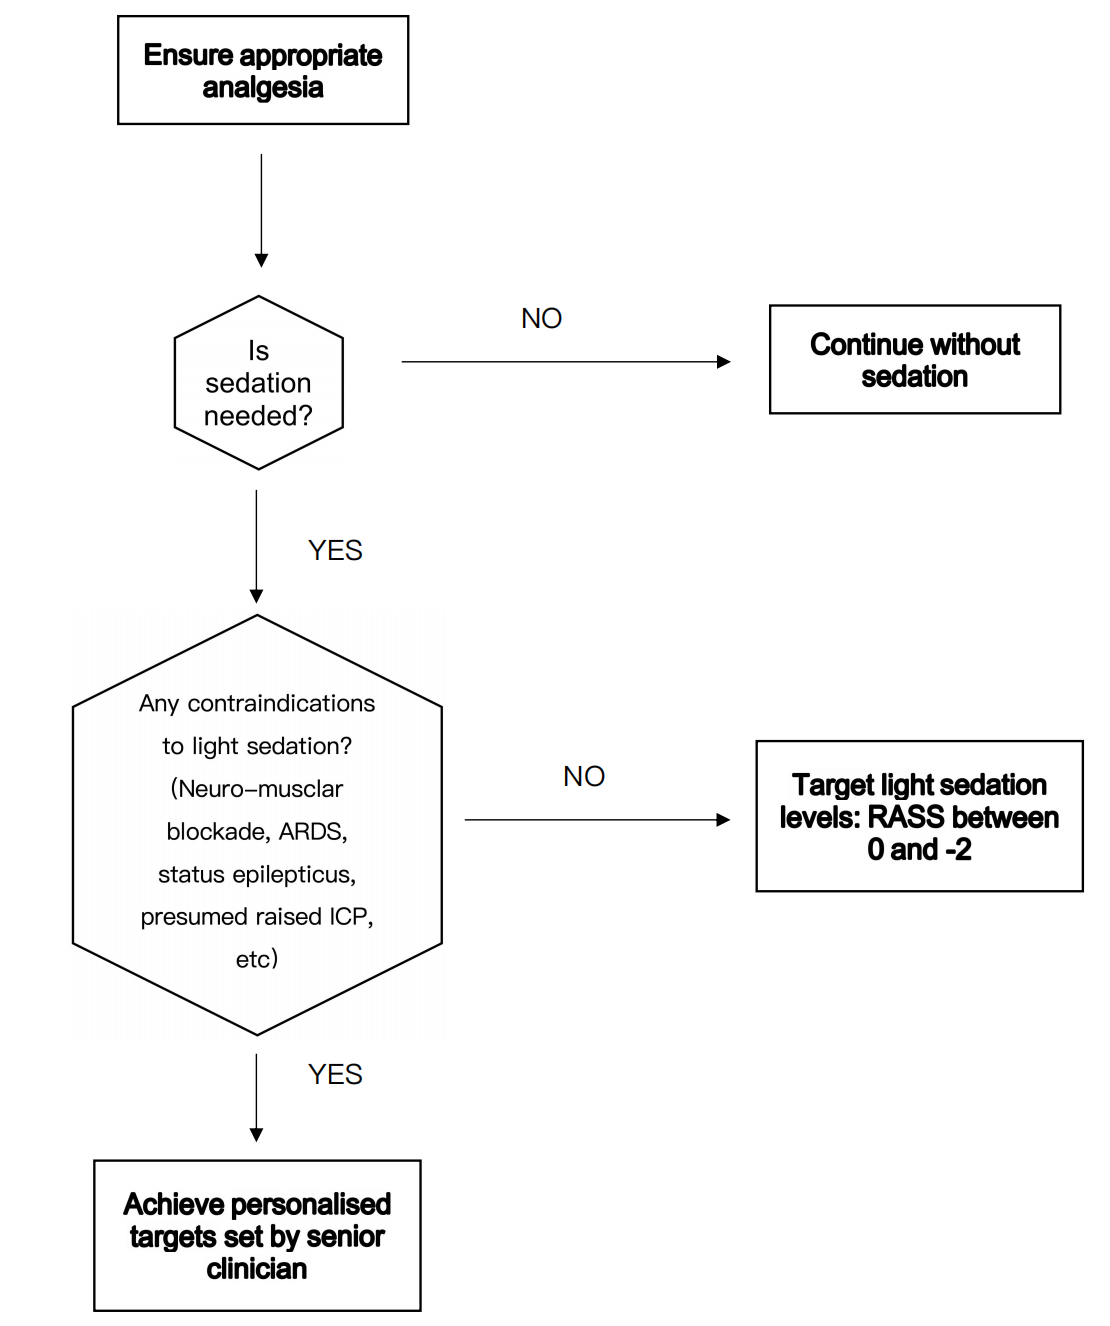 Ensure appropriate
analgesia
Is
sedation
needed?
NO
Continue without
sedation
YES
Any contraindications
to light sedation?
(Neuro-musclar
blockade, ARDS,
status epilepticus,
presumed raised ICP,
etc)
NO
Target light sedation
levels: RASS between
0 and -2
YES
Achieve personalised
targets set by senior
clinician